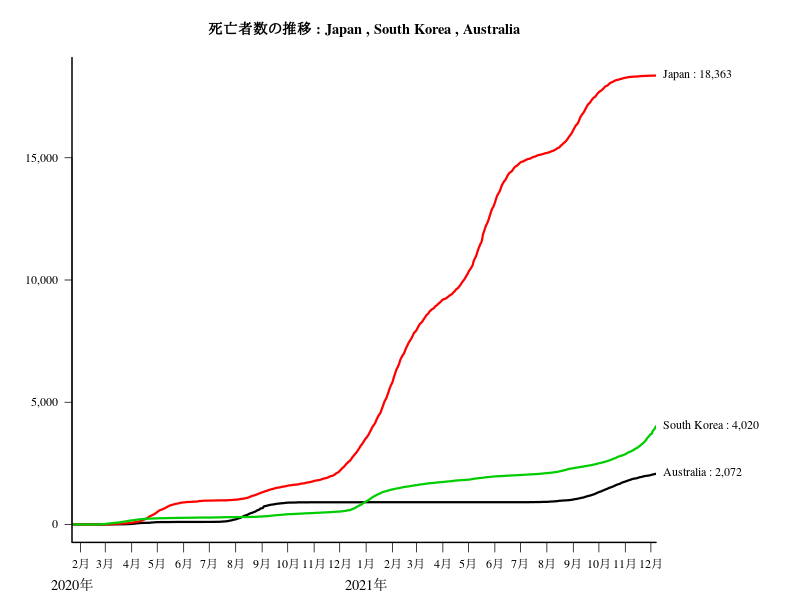 死亡者数の推移 : Japan , South Korea , Australia
Japan : 18,363
15,000
10,000
5,000
South Korea : 4,020
Australia : 2,072
0
2月 3月 4月 5月 6月 7月 8月 9月 10月 11月 12月 1月 2月 3月 4月 5月 6月 7月 8月 9月 10月 11月 12月
2020年 2021年